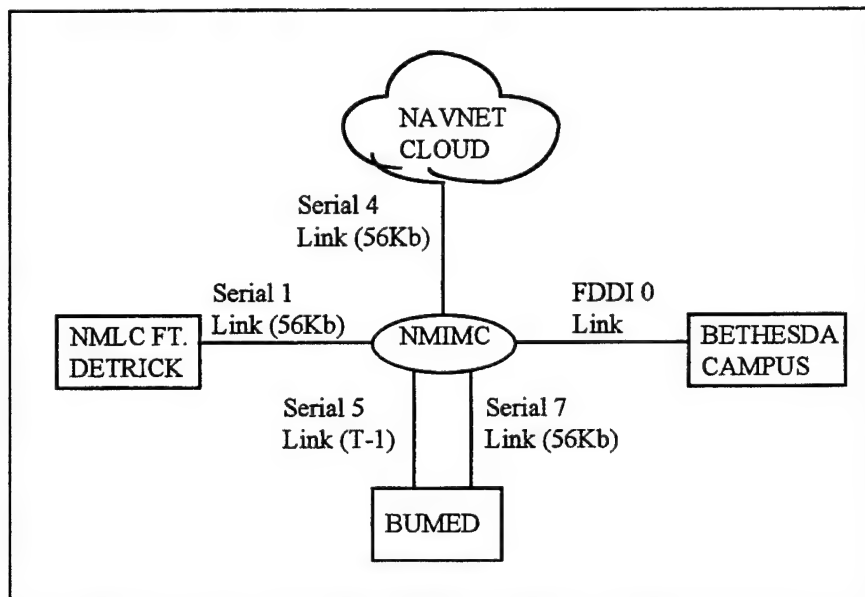 NAVNET
CLOUD
Serial 4
Link (56Kb)
Serial 1
Link (56Kb)
FDDI 0
Link
NMLC FT.
DETRICK
NMIMC
BETHESDA
CAMPUS
Serial 5
Link (T-1)
Serial 7
Link (56Kb)
BUMED